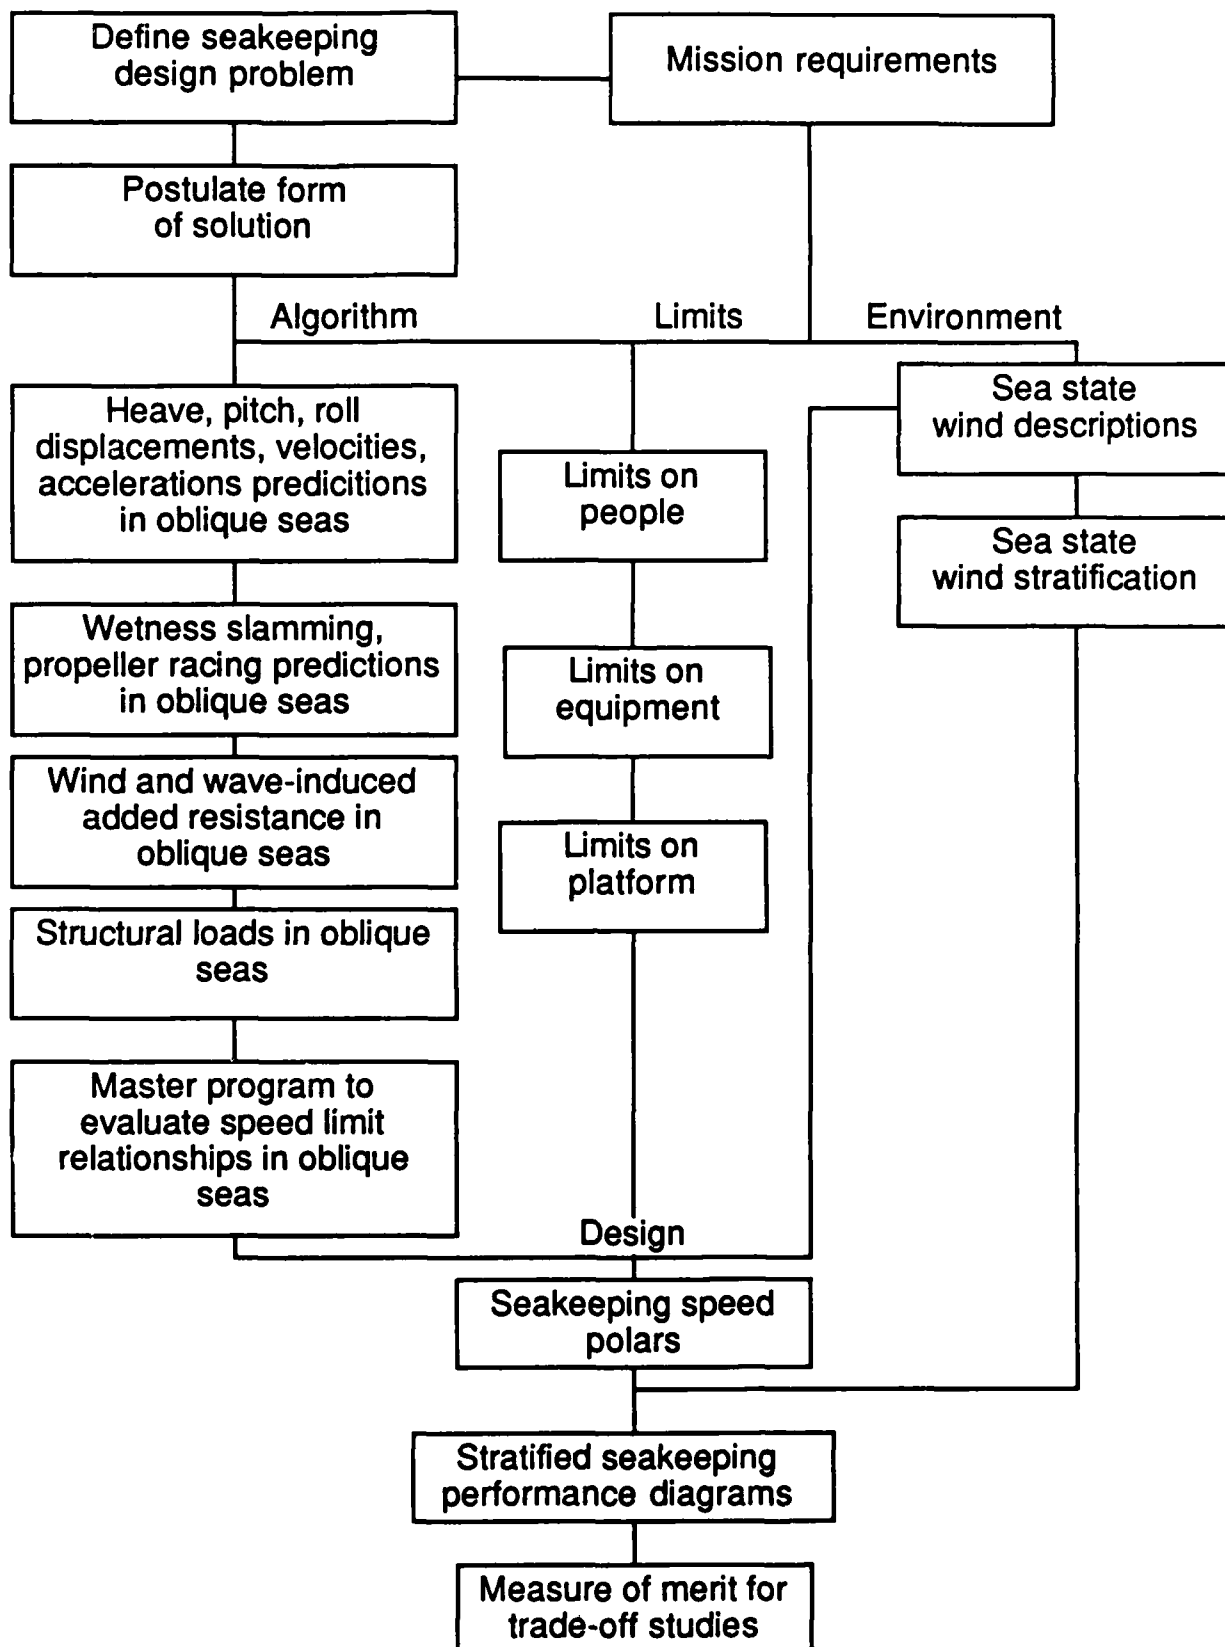 Define seakeeping
design problem
Mission requirements
Postulate form
of solution
Algorithm
Limits
Environment
Heave, pitch, roll
displacements, velocities,
accelerations predicitions
in oblique seas
Wetness slamming,
propeller racing predictions
in oblique seas
Wind and wave-induced
added resistance in
oblique seas
Structural loads in oblique
seas
Master program to
evaluate speed limit
relationships in oblique
seas
Limits on
people
Limits on
equipment
Limits on
platform
Sea state
wind descriptions
Sea state
wind stratification
Design
Seakeeping speed
polars
Stratified seakeeping
performance diagrams
Measure of merit for
trade-off studies